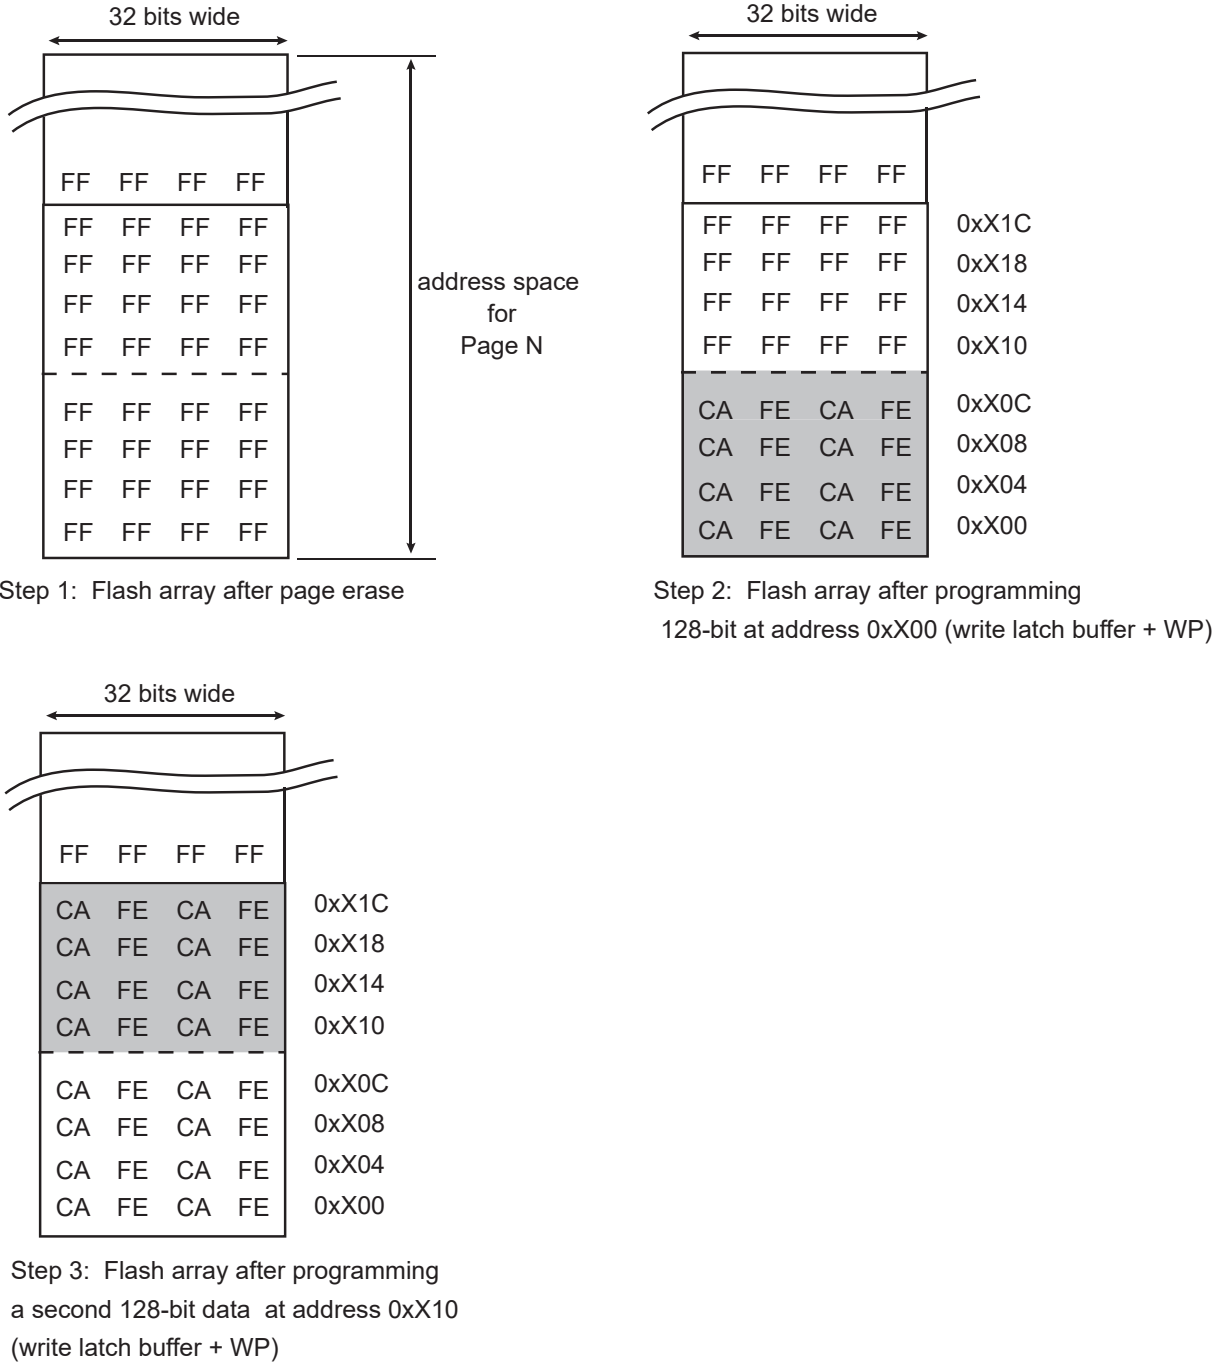 32 bits wide
FF FF FF FF
FF FF FF FF
FF FF FF FF
FF FF FF FF
FF FF FF FF
FF FF FF FF
FF FF FF FF
FF FF FF FF
FF FF FF FF
address space
for
Page N
Step 1: Flash array after page erase
32 bits wide
FF FF FF FF
FF FF FF FF 0xX1C
FF FF FF FF 0xX18
FF FF FF FF 0xX14
FF FF FF FF 0xX10
CA FE CA FE 0xX0C
CA FE CA FE 0xX08
CA FE CA FE 0xX04
CA FE CA FE 0xX00
Step 2: Flash array after programming
128-bit at address 0xX00 (write latch buffer + WP)
32 bits wide
FF FF FF FF
CA FE CA FE 0xX1C
CA FE CA FE 0xX18
CA FE CA FE 0xX14
CA FE CA FE 0xX10
CA FE CA FE 0xX0C
CA FE CA FE 0xX08
CA FE CA FE 0xX04
CA FE CA FE 0xX00
Step 3: Flash array after programming
a second 128-bit data at address 0xX10
(write latch buffer + WP)